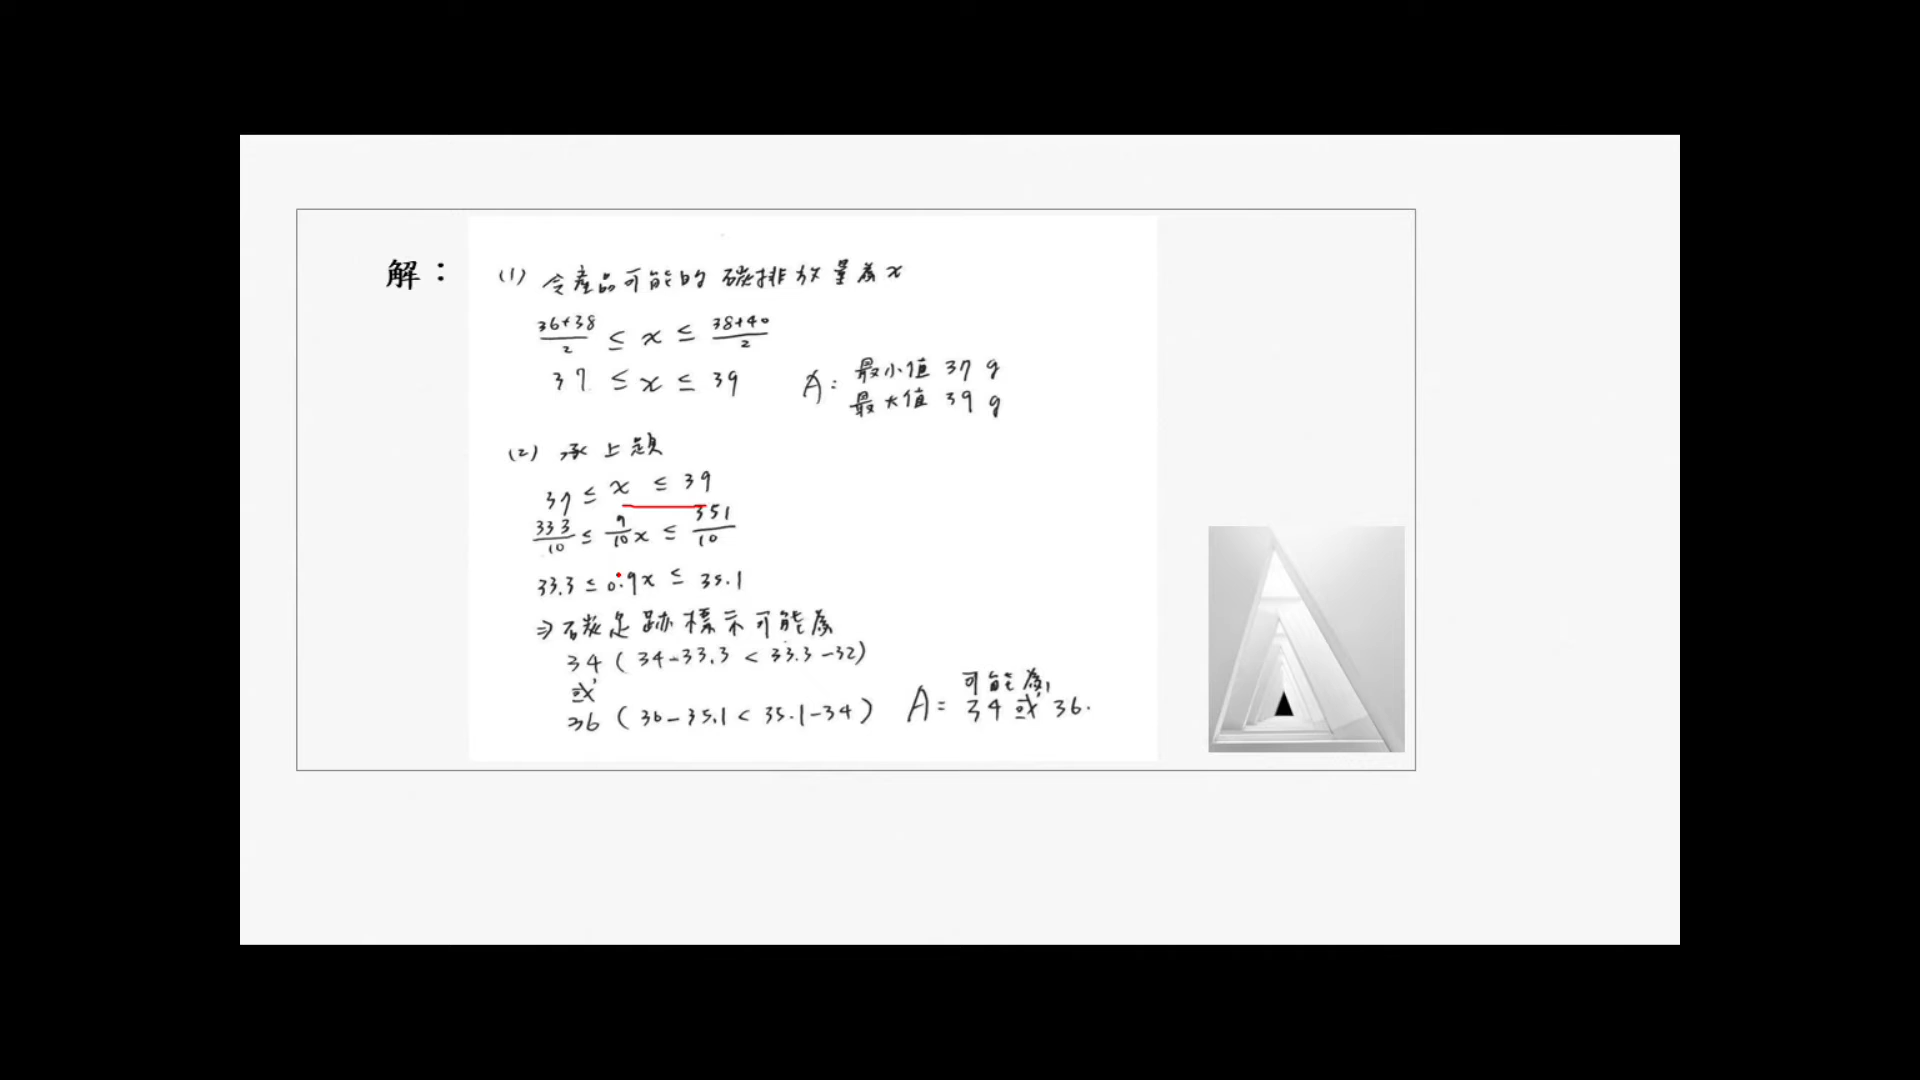 解：
(1) 令產品可能的碳排放量為x
36+38/2 ≤ x ≤ 38+40/2
37 ≤ x ≤ 39
A: 最小值 37 g
最大值 39 g
(2) 承上題
37 ≤ x ≤ 39
333/10 ≤ 9/10 x ≤ 351/10
33.3 ≤ 0.9x ≤ 35.1
⇒ 碳足跡標示可能為
34 (34-33.3 < 33.3-32)
或
36 (36-35.1 < 35.1-34)
A= 可能為
34 或 36.